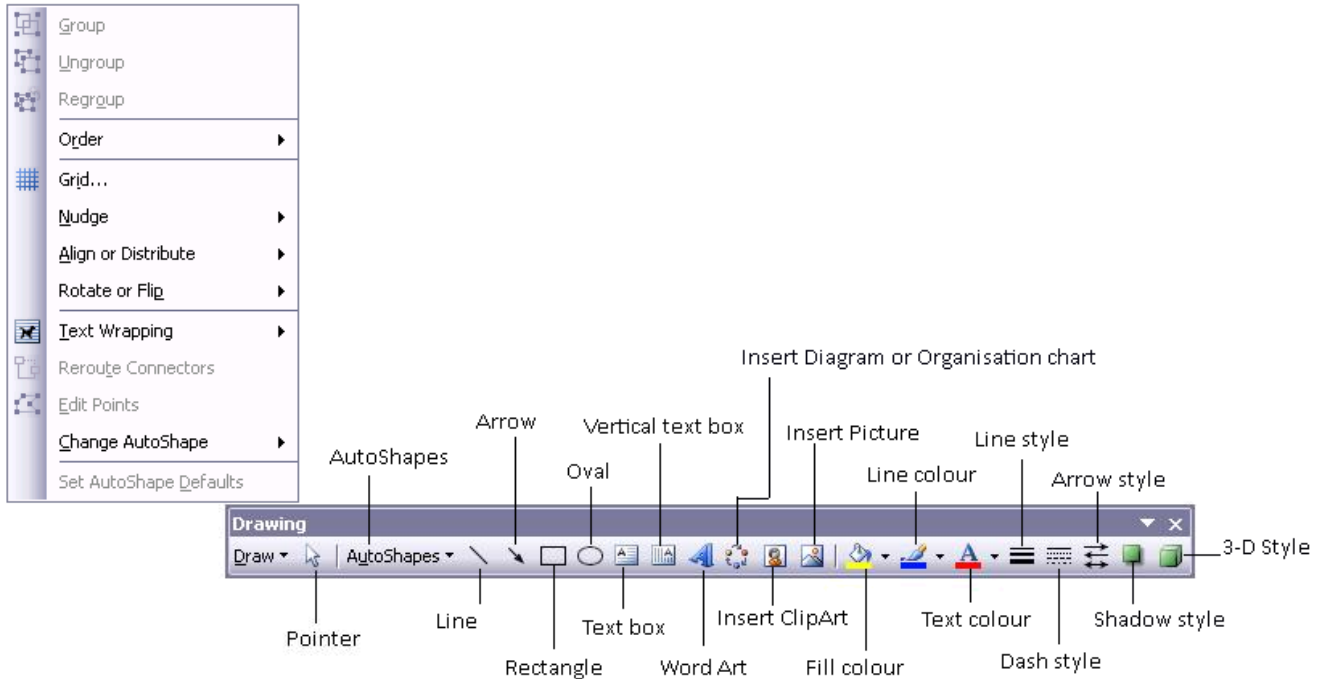 Group
Ungroup
Regroup
Order
Grid...
Nudge
Align or Distribute
Rotate or Flip
Text Wrapping
Reroute Connectors
Edit Points
Change AutoShape
Set AutoShape Defaults
Insert Diagram or Organisation chart
Arrow
Vertical text box
Insert Picture
Line style
AutoShapes
Oval
Line colour
Arrow style
Drawing
Draw
AutoShapes
3-D Style
Pointer
Line
Text box
Insert ClipArt
Text colour
Shadow style
Rectangle
Word Art
Fill colour
Dash style